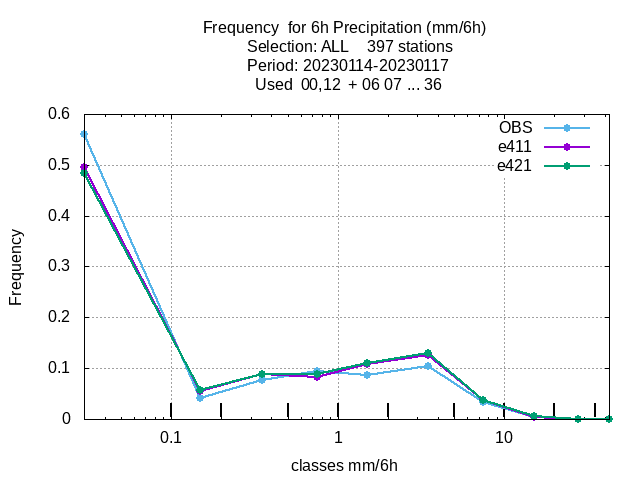 Frequency  for 6h Precipitation (mm/6h)
Selection: ALL    397 stations
Period: 20230114-20230117
Used  00,12  + 06 07 ... 36
OBS
e411
e421
0.6
0.5
0.4
0.3
0.2
0.1
0
Frequency
0.1 1 10
classes mm/6h